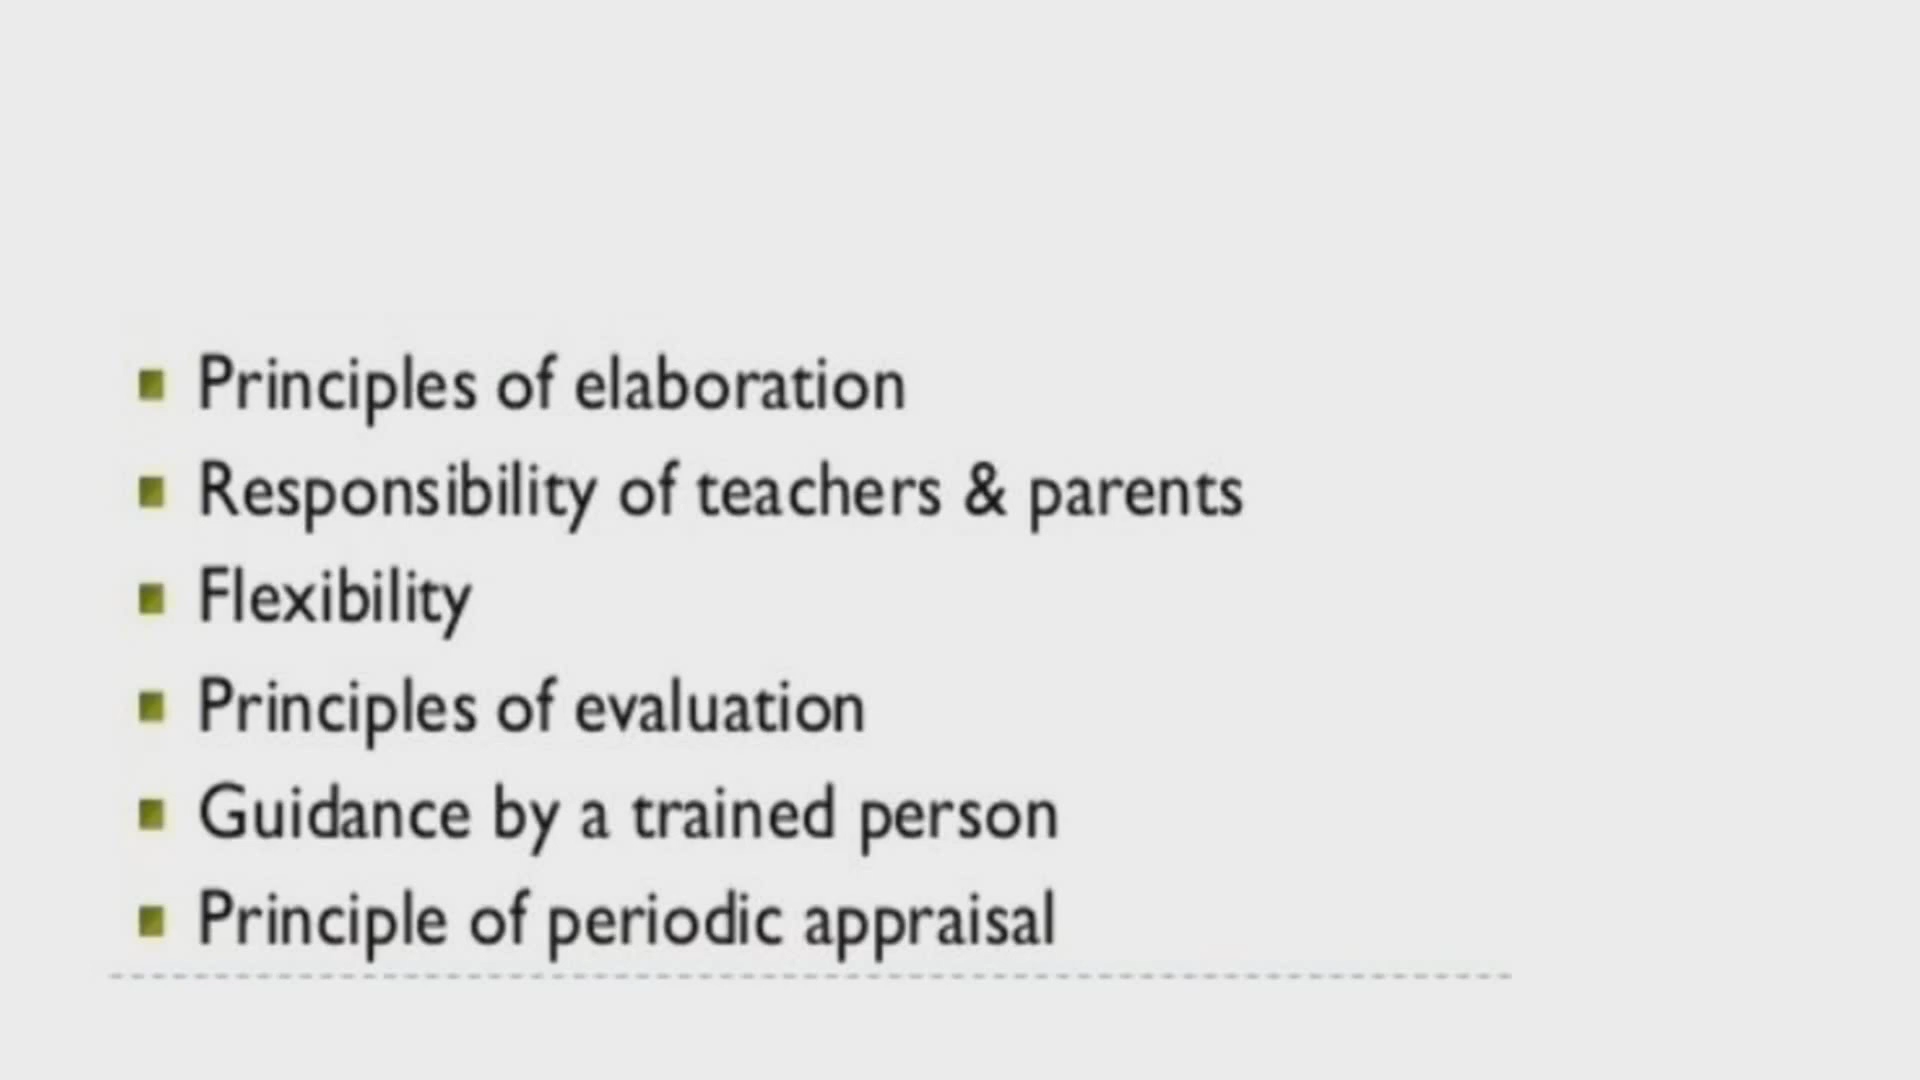 Principles of elaboration
Responsibility of teachers & parents
Flexibility
Principles of evaluation
Guidance by a trained person
Principle of periodic appraisal